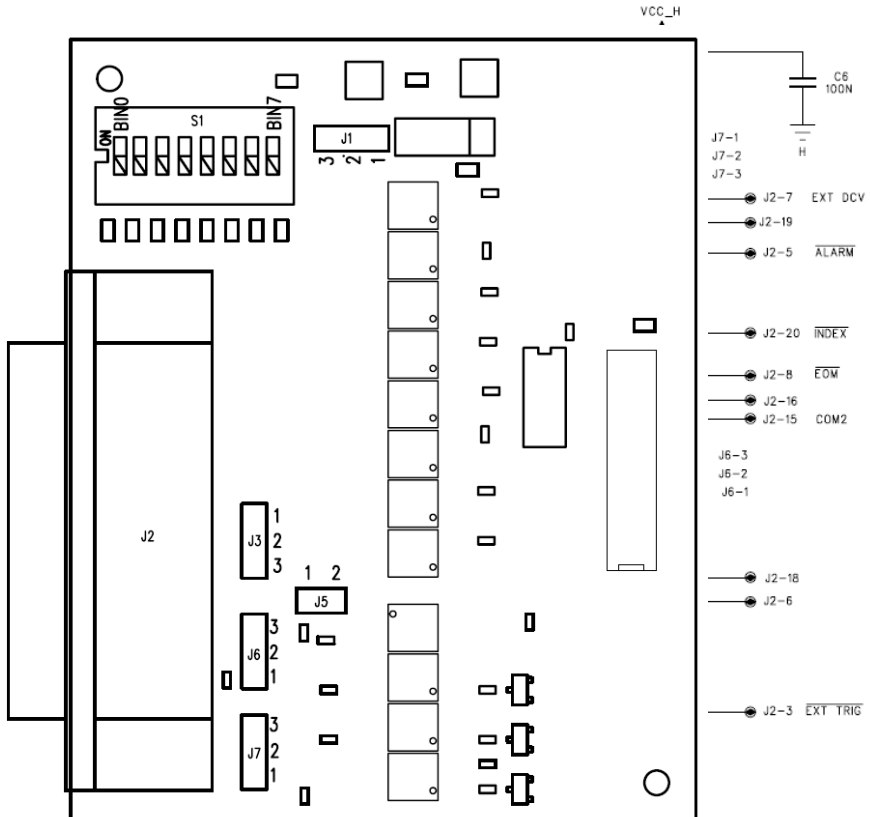 VCC_H
C6
100N
H
BIN0
BIN7
S1
ON
J1
3 2 1
J7-1
J7-2
J7-3
J2-7 EXT DCV
J2-19
J2-5 ALARM
J2-20 INDEX
J2-8 EOM
J2-16
J2-15 COM2
J6-3
J6-2
J6-1
J2
J3
1
2
3
1 2
J5
J2-18
J2-6
J6
3
2
1
J2-3 EXT TRIG
J7
3
2
1